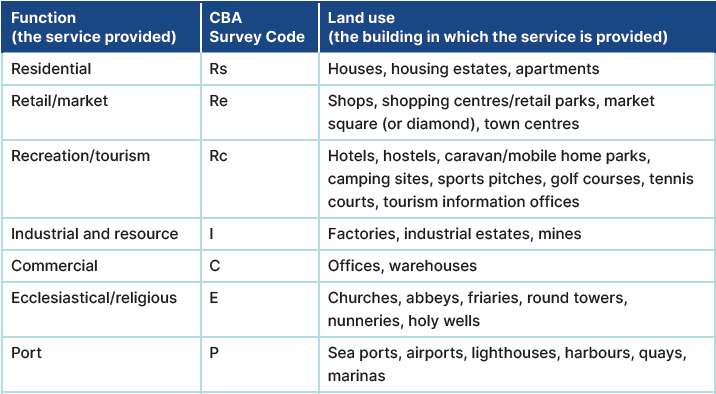 Function
(the service provided)
CBA
Survey Code
Land use
(the building in which the service is provided)
Residential
Rs
Houses, housing estates, apartments
Retail/market
Re
Shops, shopping centres/retail parks, market
square (or diamond), town centres
Recreation/tourism
Rc
Hotels, hostels, caravan/mobile home parks,
camping sites, sports pitches, golf courses, tennis
courts, tourism information offices
Industrial and resource
I
Factories, industrial estates, mines
Commercial
C
Offices, warehouses
Ecclesiastical/religious
E
Churches, abbeys, friaries, round towers,
nunneries, holy wells
Port
P
Sea ports, airports, lighthouses, harbours, quays,
marinas